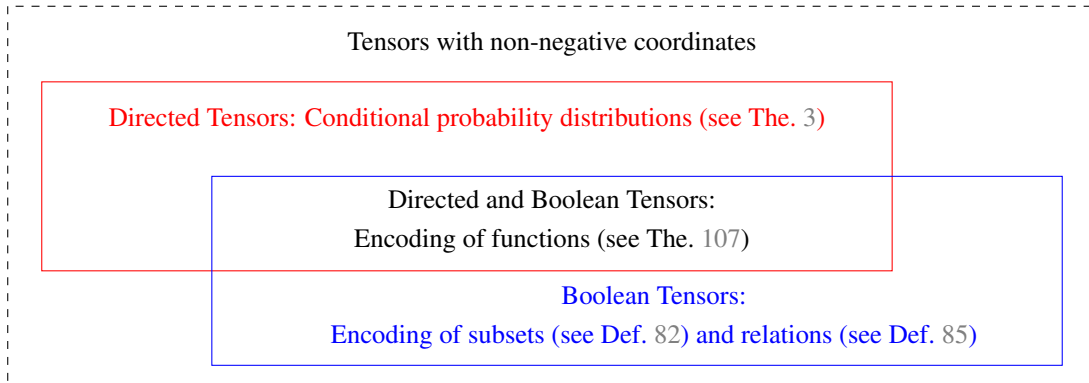 Tensors with non-negative coordinates
Directed Tensors: Conditional probability distributions (see The. 3)
Directed and Boolean Tensors:
Encoding of functions (see The. 107)
Boolean Tensors:
Encoding of subsets (see Def. 82) and relations (see Def. 85)